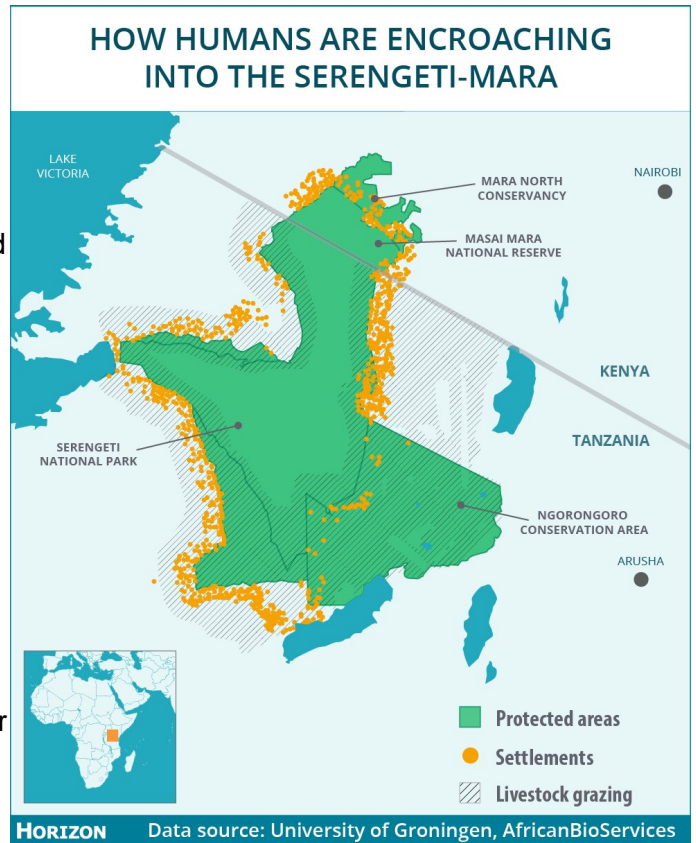 HOW HUMANS ARE ENCROACHING
INTO THE SERENGETI-MARA
LAKE
VICTORIA
NAIROBI
MARA NORTH
CONSERVANCY
MASAI MARA
NATIONAL RESERVE
KENYA
TANZANIA
SERENGETI
NATIONAL PARK
NGORONGORO
CONSERVATION AREA
ARUSHA
Protected areas
Settlements
Livestock grazing
HORIZON Data source: University of Groningen, AfricanBioServices